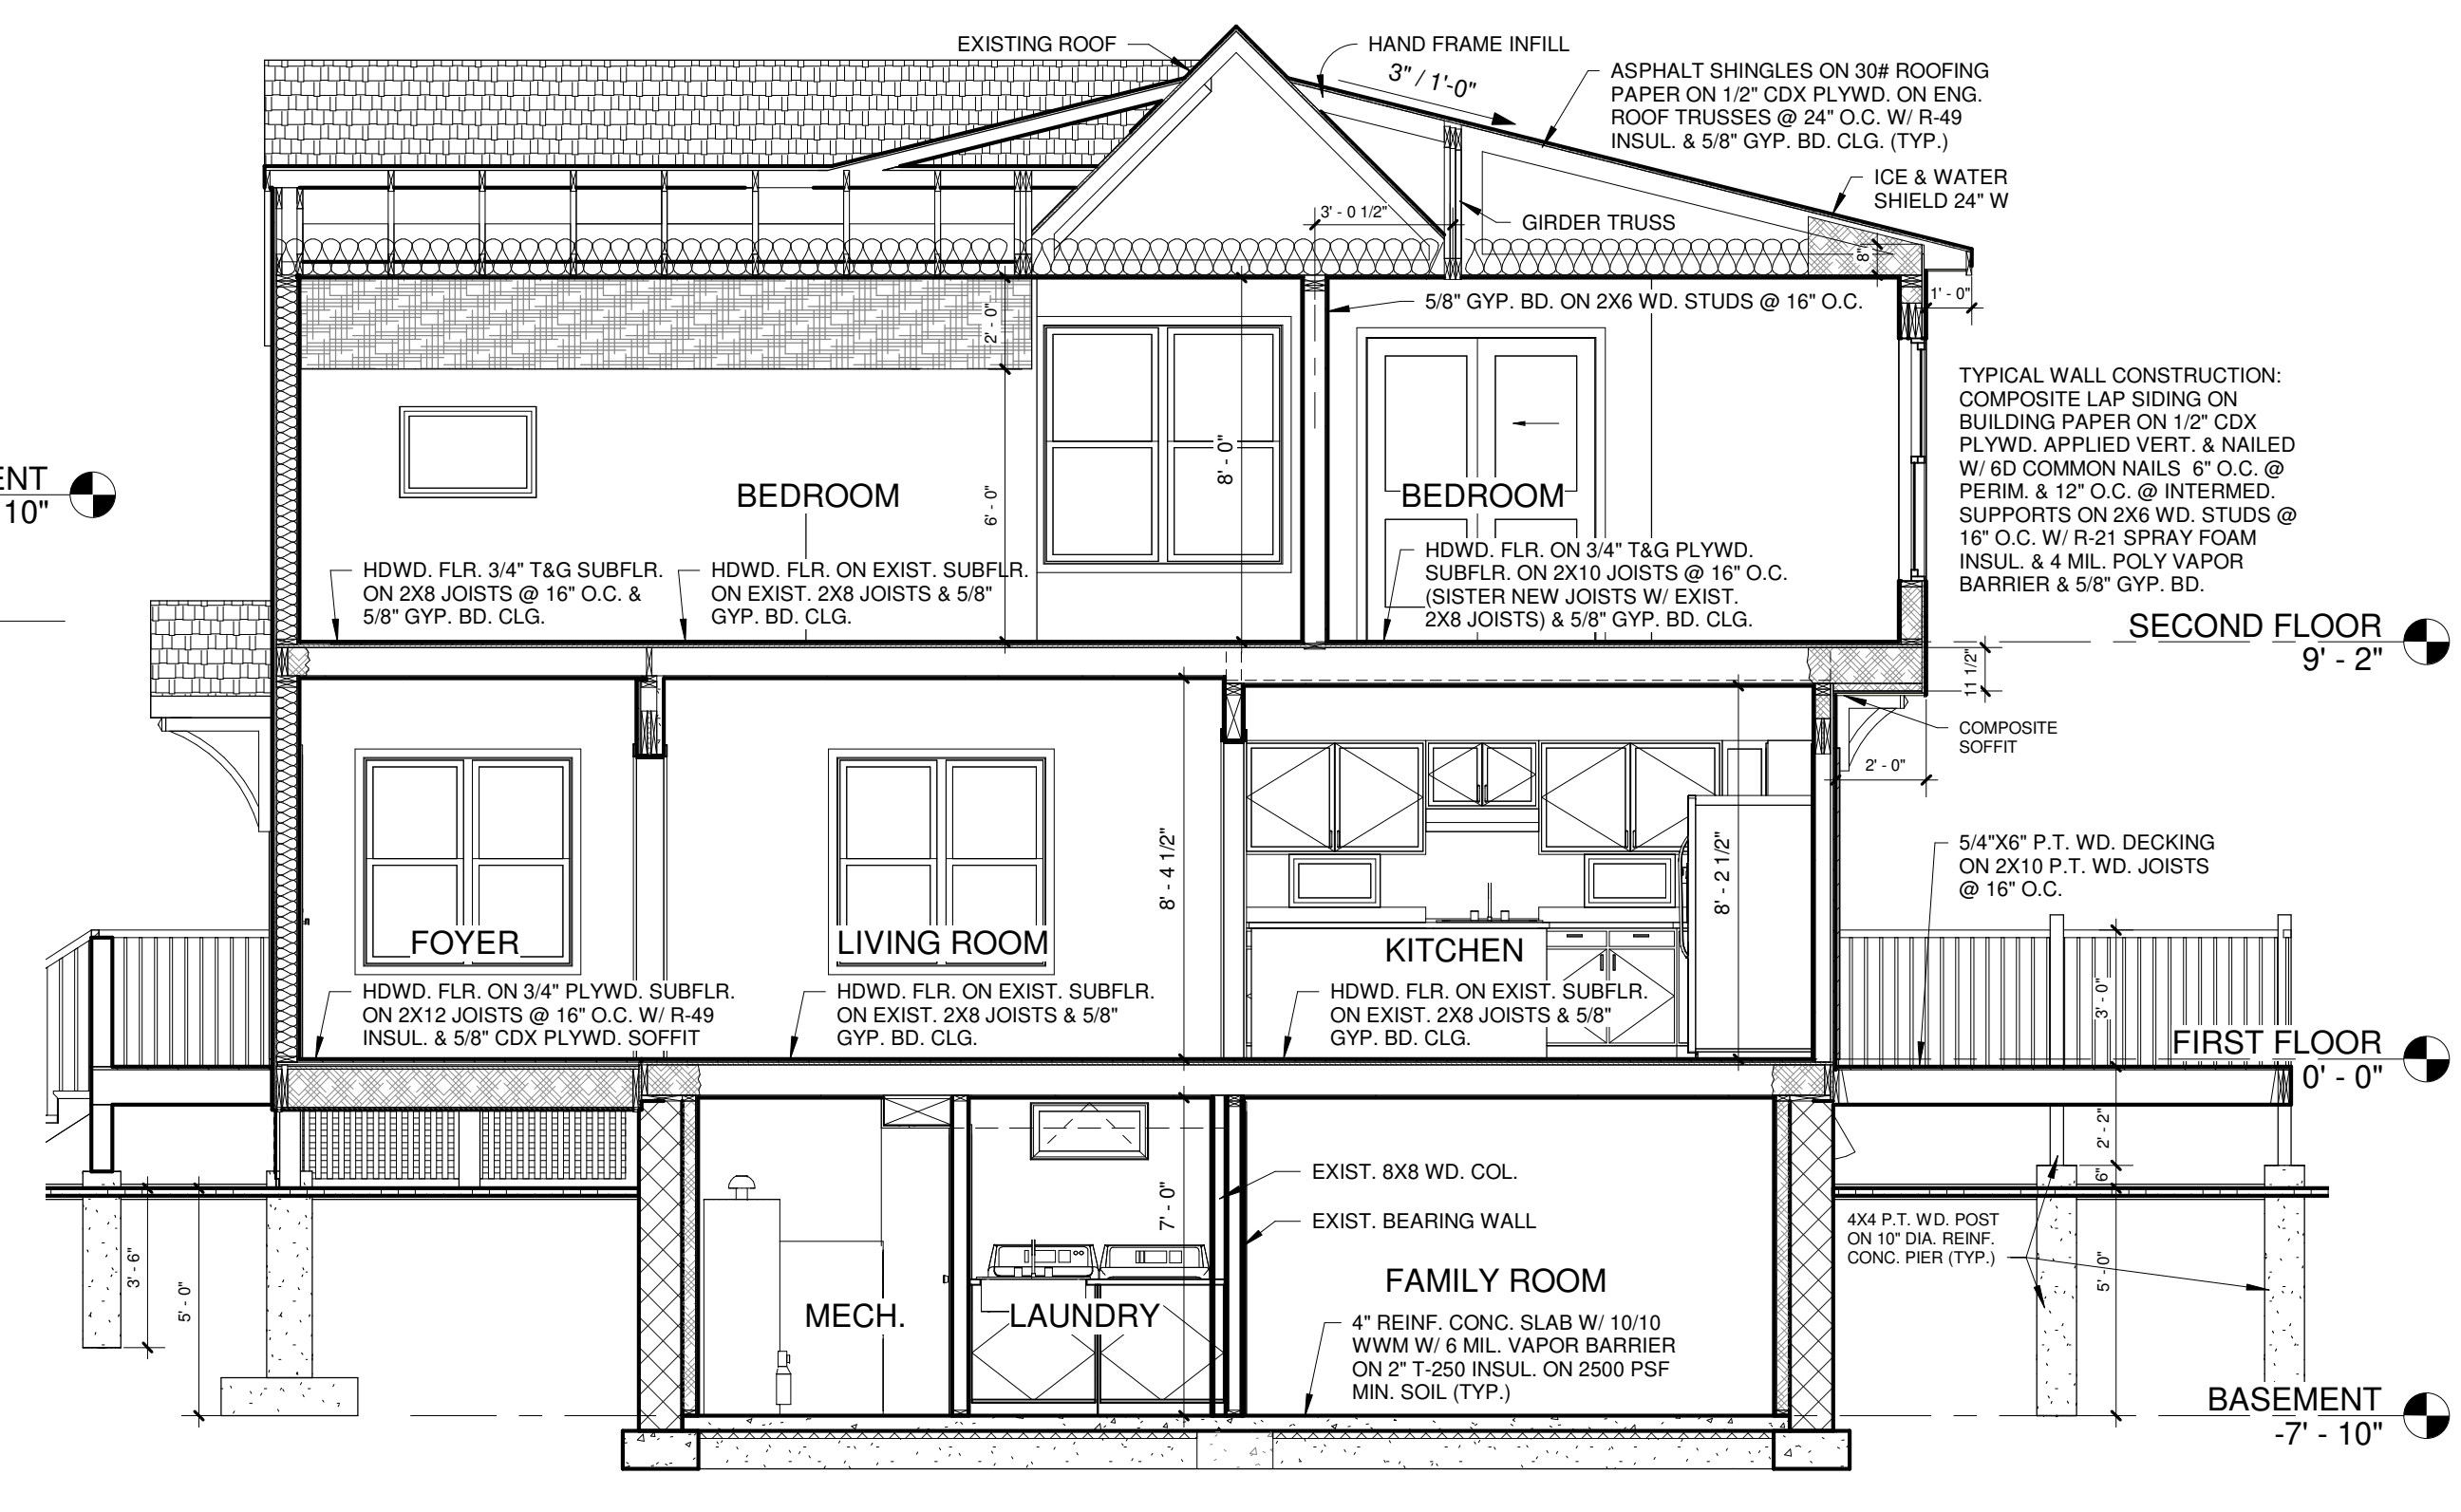 EXISTING ROOF
HAND FRAME INFILL
3" / 1'-0"
ASPHALT SHINGLES ON 30# ROOFING
PAPER ON 1/2" CDX PLYWD. ON ENG.
ROOF TRUSSES @ 24" O.C. W/ R-49
INSUL. & 5/8" GYP. BD. CLG. (TYP.)
ICE & WATER
SHIELD 24" W
3' - 0 1/2"
GIRDER TRUSS
8"
1' - 0"
5/8" GYP. BD. ON 2X6 WD. STUDS @ 16" O.C.
2' - 0"
6' - 0"
8' - 0"
TYPICAL WALL CONSTRUCTION:
COMPOSITE LAP SIDING ON
BUILDING PAPER ON 1/2" CDX
PLYWD. APPLIED VERT. & NAILED
W/ 6D COMMON NAILS 6" O.C. @
PERIM. & 12" O.C. @ INTERMED.
SUPPORTS ON 2X6 WD. STUDS @
16" O.C. W/ R-21 SPRAY FOAM
INSUL. & 4 MIL. POLY VAPOR
BARRIER & 5/8" GYP. BD.
ENT
10"
BEDROOM
BEDROOM
HDWD. FLR. 3/4" T&G SUBFLR.
ON 2X8 JOISTS @ 16" O.C. &
5/8" GYP. BD. CLG.
HDWD. FLR. ON EXIST. SUBFLR.
ON EXIST. 2X8 JOISTS & 5/8"
GYP. BD. CLG.
HDWD. FLR. ON 3/4" T&G PLYWD.
SUBFLR. ON 2X10 JOISTS @ 16" O.C.
(SISTER NEW JOISTS W/ EXIST.
2X8 JOISTS) & 5/8" GYP. BD. CLG.
SECOND FLOOR
9' - 2"
11 1/2"
COMPOSITE
SOFFIT
2' - 0"
8' - 4 1/2"
8' - 2 1/2"
5/4"X6" P.T. WD. DECKING
ON 2X10 P.T. WD. JOISTS
@ 16" O.C.
FOYER
LIVING ROOM
KITCHEN
HDWD. FLR. ON 3/4" PLYWD. SUBFLR.
ON 2X12 JOISTS @ 16" O.C. W/ R-49
INSUL. & 5/8" CDX PLYWD. SOFFIT
HDWD. FLR. ON EXIST. SUBFLR.
ON EXIST. 2X8 JOISTS & 5/8"
GYP. BD. CLG.
HDWD. FLR. ON EXIST. SUBFLR.
ON EXIST. 2X8 JOISTS & 5/8"
GYP. BD. CLG.
3' - 0"
FIRST FLOOR
0' - 0"
2' - 2"
6"
EXIST. 8X8 WD. COL.
7' - 0"
EXIST. BEARING WALL
4X4 P.T. WD. POST
ON 10" DIA. REINF.
CONC. PIER (TYP.)
3' - 6"
5' - 0"
5' - 0"
MECH.
LAUNDRY
FAMILY ROOM
4" REINF. CONC. SLAB W/ 10/10
WWM W/ 6 MIL. VAPOR BARRIER
ON 2" T-250 INSUL. ON 2500 PSF
MIN. SOIL (TYP.)
BASEMENT
-7' - 10"